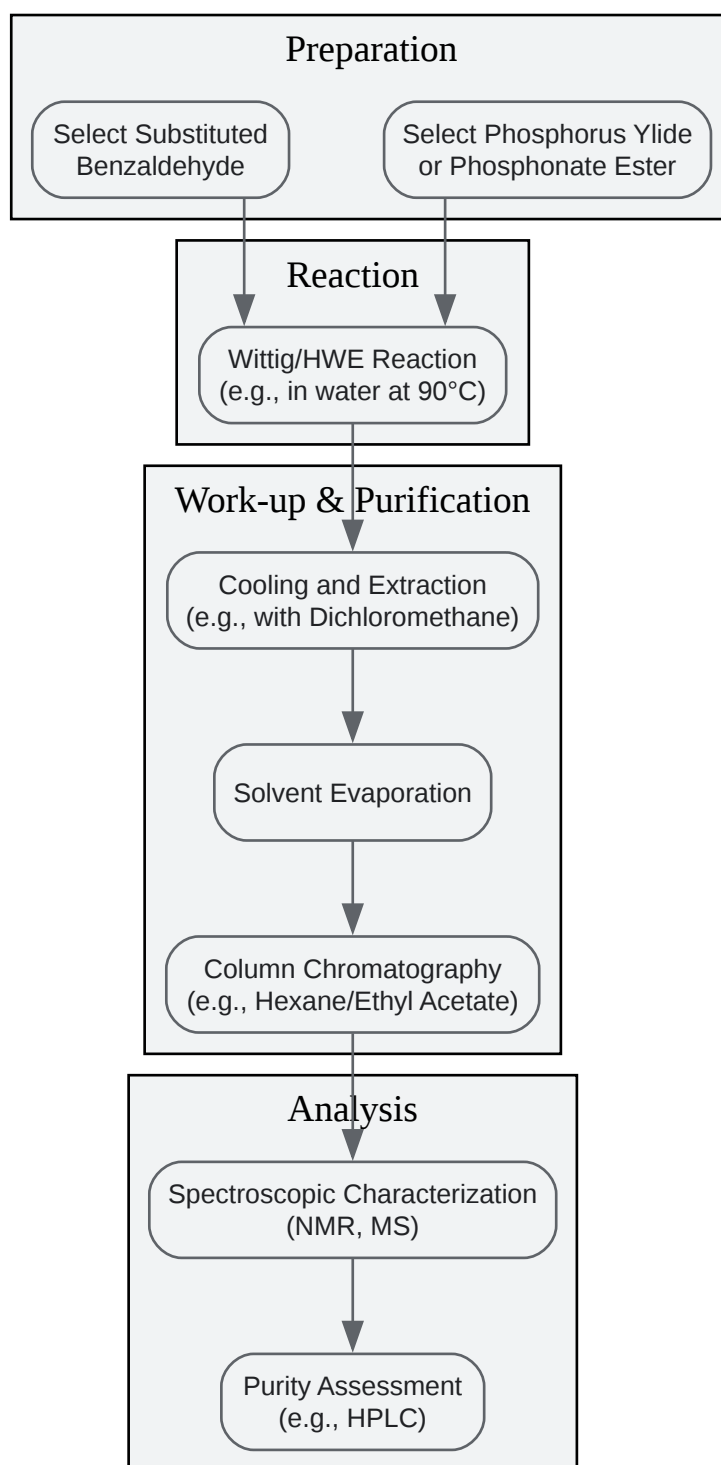 Preparation
Select Substituted
Benzaldehyde
Select Phosphorus Ylide
or Phosphonate Ester
Reaction
Wittig/HWE Reaction
(e.g., in water at 90°C)
Work-up & Purification
Cooling and Extraction
(e.g., with Dichloromethane)
Solvent Evaporation
Column Chromatography
(e.g., Hexane/Ethyl Acetate)
Analysis
Spectroscopic Characterization
(NMR, MS)
Purity Assessment
(e.g., HPLC)